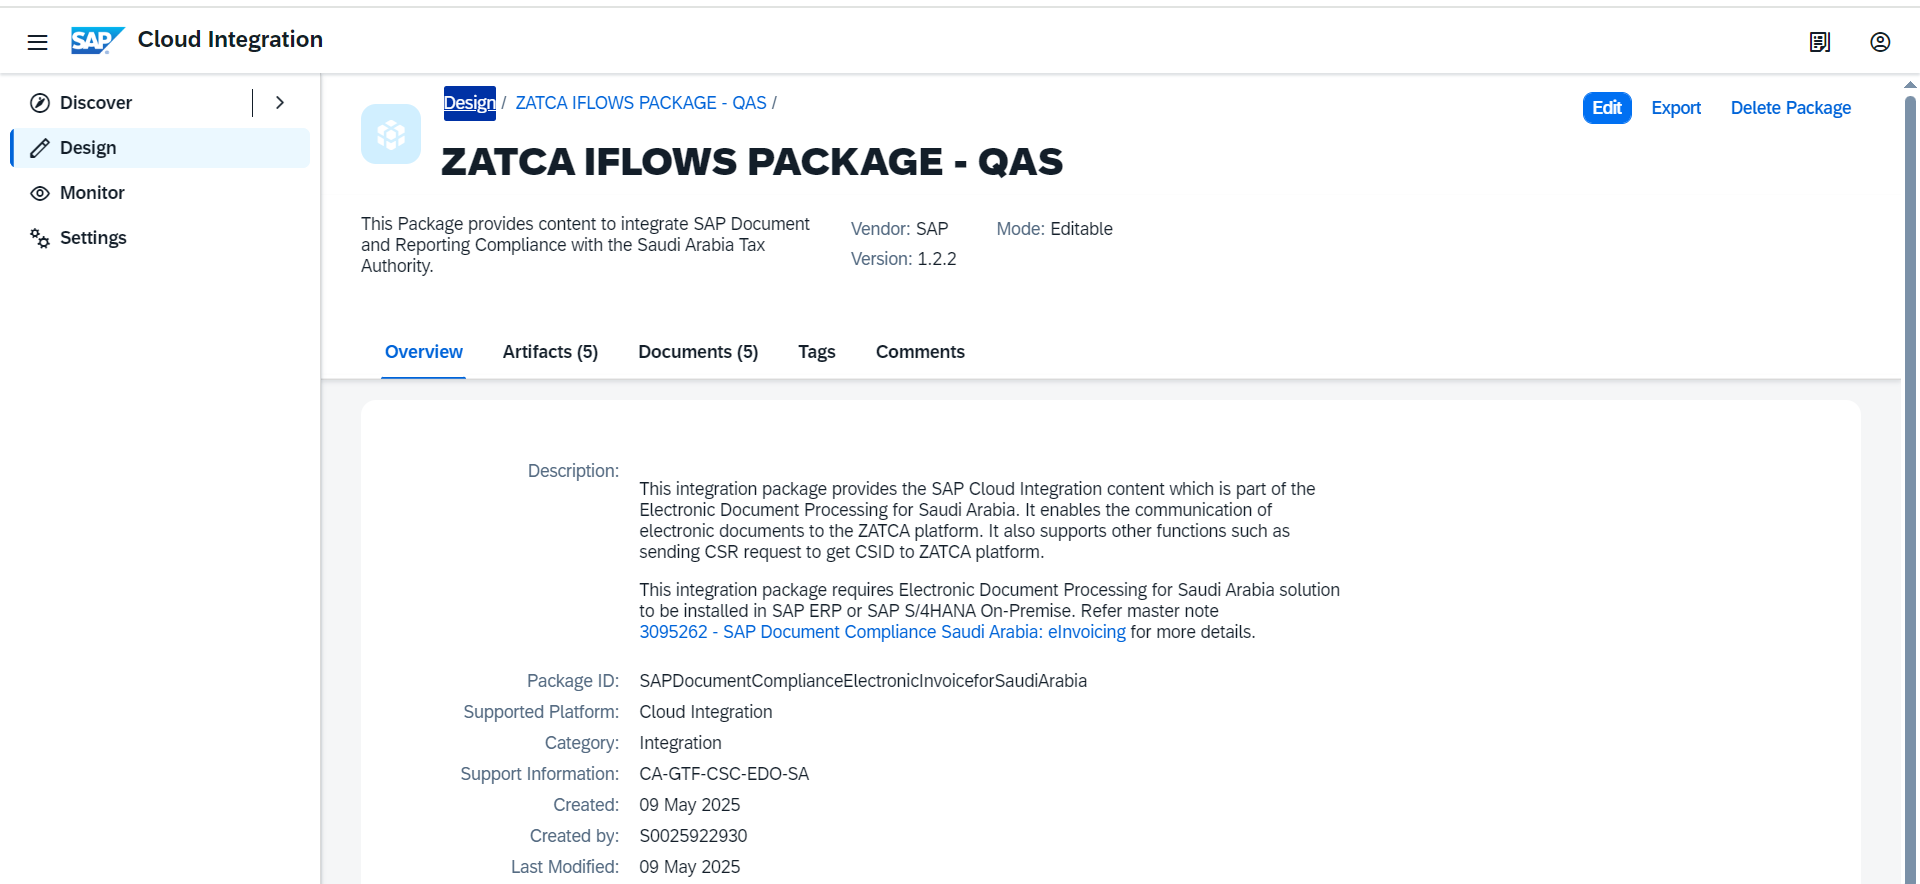 SAP Cloud Integration
Discover
Design
Monitor
Settings
Design / ZATCA IFLOWS PACKAGE - QAS /
Edit Export Delete Package
ZATCA IFLOWS PACKAGE - QAS
This Package provides content to integrate SAP Document
and Reporting Compliance with the Saudi Arabia Tax
Authority.
Vendor: SAP Mode: Editable
Version: 1.2.2
Overview Artifacts (5) Documents (5) Tags Comments
Description:
This integration package provides the SAP Cloud Integration content which is part of the
Electronic Document Processing for Saudi Arabia. It enables the communication of
electronic documents to the ZATCA platform. It also supports other functions such as
sending CSR request to get CSID to ZATCA platform.
This integration package requires Electronic Document Processing for Saudi Arabia solution
to be installed in SAP ERP or SAP S/4HANA On-Premise. Refer master note
3095262 - SAP Document Compliance Saudi Arabia: eInvoicing for more details.
Package ID: SAPDocumentComplianceElectronicInvoiceforSaudiArabia
Supported Platform: Cloud Integration
Category: Integration
Support Information: CA-GTF-CSC-EDO-SA
Created: 09 May 2025
Created by: S0025922930
Last Modified: 09 May 2025